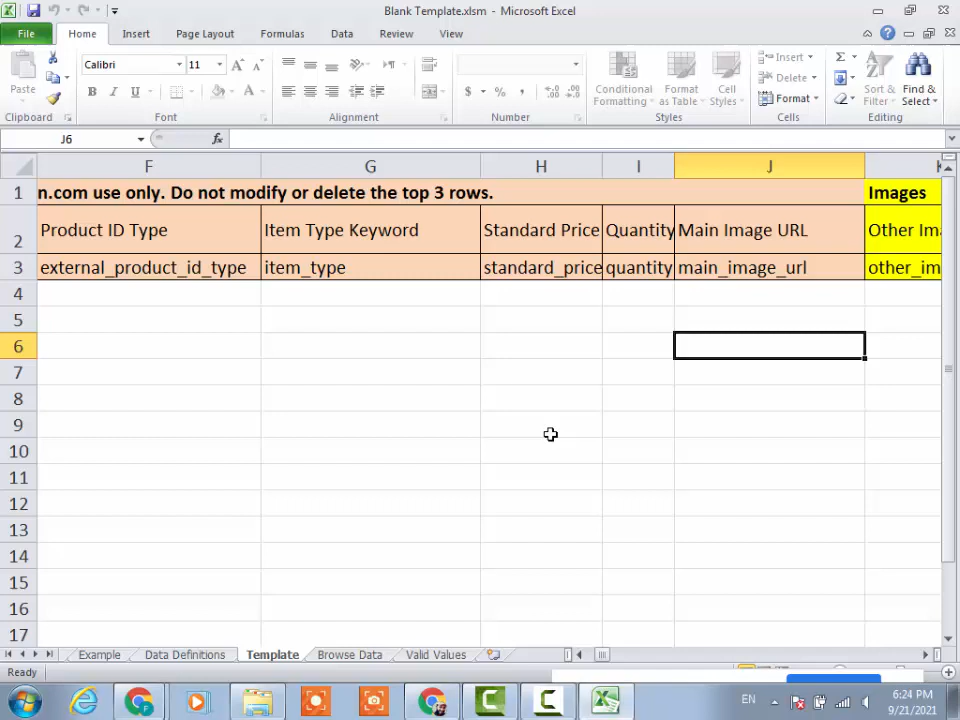 Blank Template.xlsm - Microsoft Excel
File Home Insert Page Layout Formulas Data Review View
Paste Calibri 11 A A Conditional Formatting Format as Table Cell Styles Insert Delete Format Sort & Filter Find & Select
B I U A $ % ,
Clipboard Font Alignment Number Styles Cells Editing
J6 fx
F G H I J
1 n.com use only. Do not modify or delete the top 3 rows. Images
2 Product ID Type Item Type Keyword Standard Price Quantity Main Image URL Other Im
3 external_product_id_type item_type standard_price quantity main_image_url other_im
4
5
6
7
8
9
10
11
12
13
14
15
16
17
Example Data Definitions Template Browse Data Valid Values
Ready
EN 6:24 PM
9/21/2021